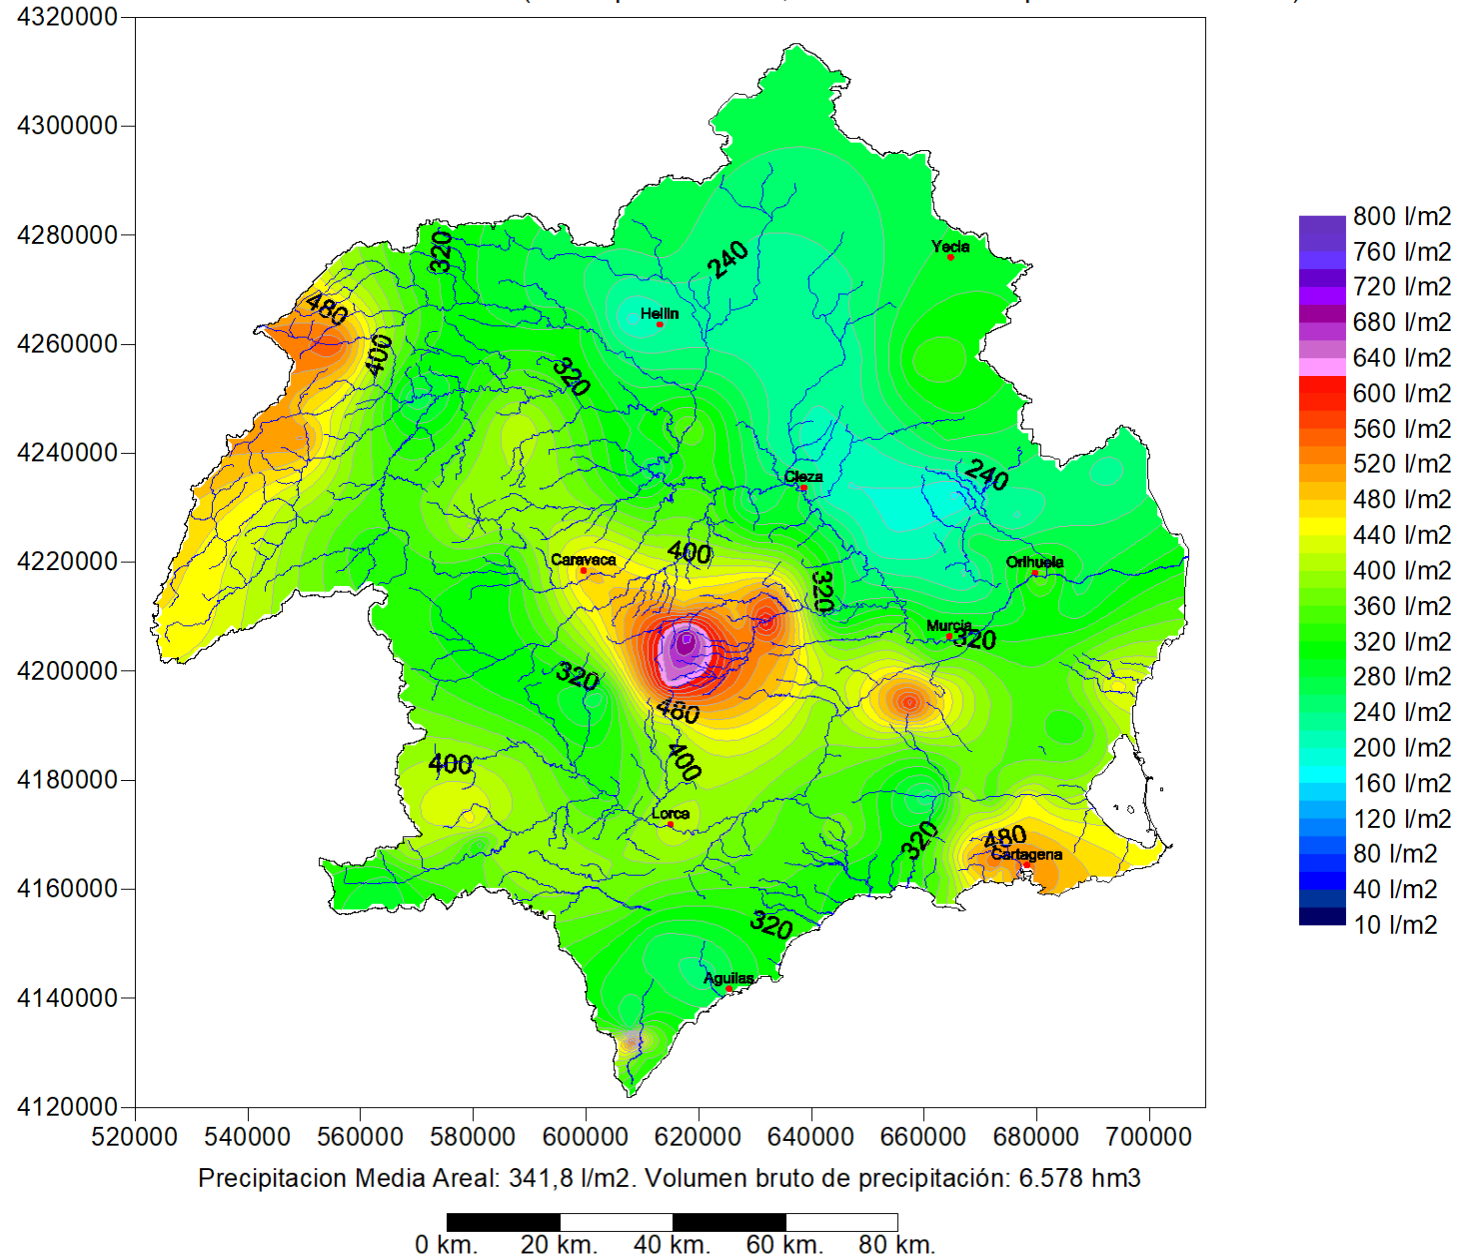 4320000
4300000
4280000
4260000
4240000
4220000
4200000
4180000
4160000
4140000
4120000
520000 540000 560000 580000 600000 620000 640000 660000 680000 700000
320
240
Yecla
480
Hellin
400
320
Cieza
240
400
Caravaca
Orihuela
320
Murcia
320
320
480
400
400
Lorca
320
480
Cartagena
320
Aguilas
800 l/m2
760 l/m2
720 l/m2
680 l/m2
640 l/m2
600 l/m2
560 l/m2
520 l/m2
480 l/m2
440 l/m2
400 l/m2
360 l/m2
320 l/m2
280 l/m2
240 l/m2
200 l/m2
160 l/m2
120 l/m2
80 l/m2
40 l/m2
10 l/m2
Precipitacion Media Areal: 341,8 l/m2. Volumen bruto de precipitación: 6.578 hm3
0 km. 20 km. 40 km. 60 km. 80 km.